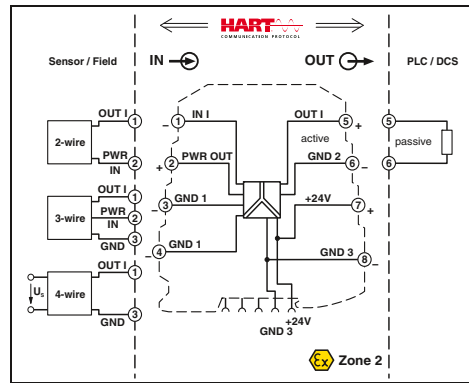 HART
COMMUNICATION PROTOCOL
Sensor / Field
IN
OUT
PLC / DCS
2-wire
OUT I
1
PWR
IN
2
3-wire
OUT I
1
PWR
IN
2
GND
3
Us
4-wire
OUT I
1
GND
3
− 1 IN I
+ 2 PWR OUT
− 3 GND 1
− 4 GND 1
OUT I 5 +
active
GND 2 6 −
+24V 7 +
GND 3 8 −
+24V
GND 3
5
passive
6
Ex Zone 2